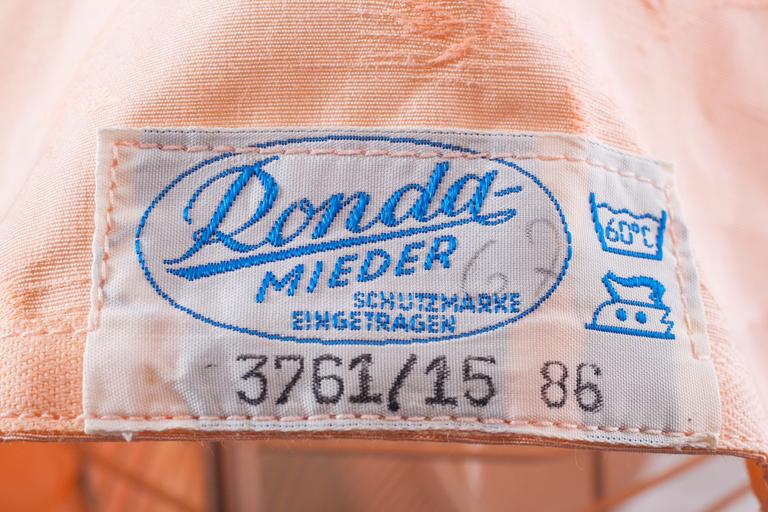 Ronda-
MIEDER
SCHUTZMARKE
EINGETRAGEN
60°C
3761/15 86